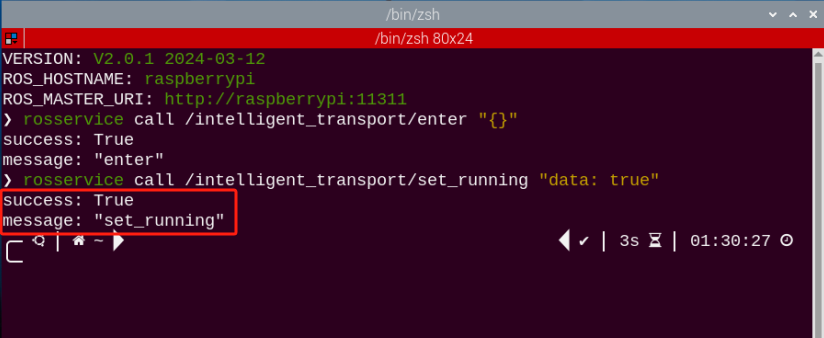 /bin/zsh
/bin/zsh 80x24
VERSION: V2.0.1 2024-03-12
ROS_HOSTNAME: raspberrypi
ROS_MASTER_URI: http://raspberrypi:11311
❯ rosservice call /intelligent_transport/enter "{}"
success: True
message: "enter"
❯ rosservice call /intelligent_transport/set_running "data: true"
success: True
message: "set_running"
~ ✔ 3s 01:30:27